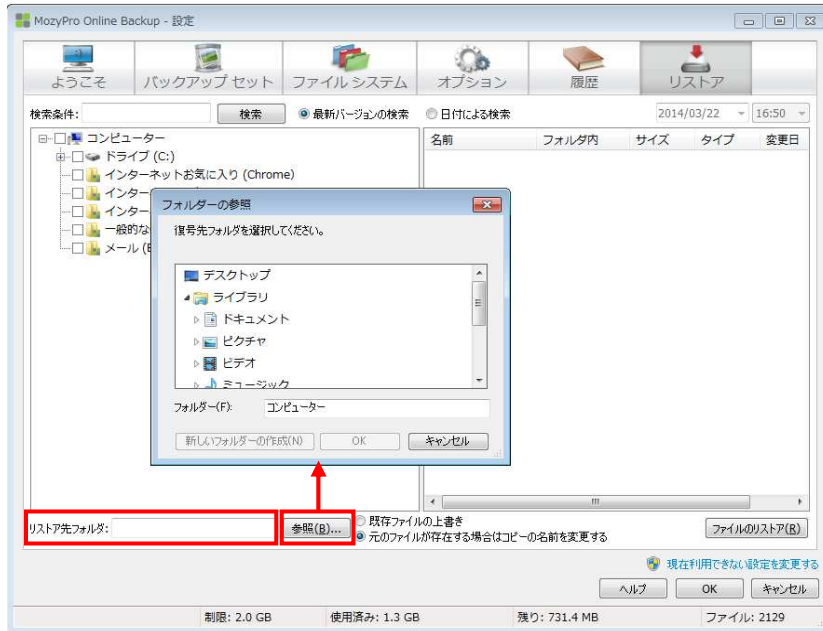 MozyPro Online Backup - 設定
ようこそ バックアップ セット ファイル システム オプション 履歴 リストア
検索条件: 検索 最新バージョンの検索 日付による検索 2014/03/22 16:50
コンピューター
ドライブ (C:)
インターネットお気に入り (Chrome)
インター
インター
一般的な
メール (E
名前 フォルダ内 サイズ タイプ 変更日
フォルダーの参照
復号先フォルダを選択してください。
デスクトップ
ライブラリ
ドキュメント
ピクチャ
ビデオ
ミュージック
フォルダー(F): コンピューター
新しいフォルダーの作成(N) OK キャンセル
リストア先フォルダ: 参照(B)... 既存ファイルの上書き
元のファイルが存在する場合はコピーの名前を変更する
ファイルのリストア(R)
現在利用できない設定を変更する
ヘルプ OK キャンセル
制限: 2.0 GB 使用済み: 1.3 GB 残り: 731.4 MB ファイル: 2129